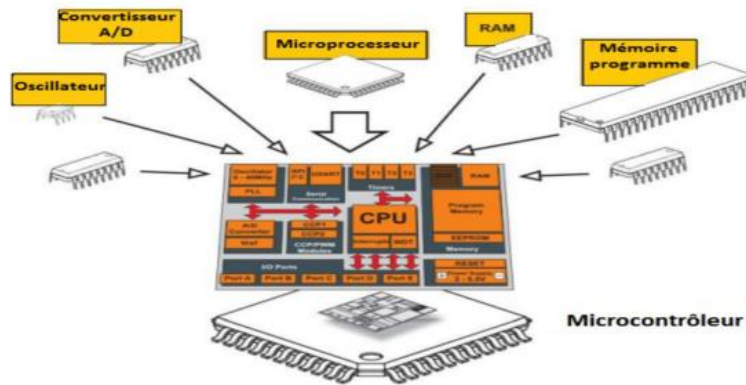 Convertisseur
A/D
Microprocesseur
RAM
Mémoire
programme
Oscillateur
Oscillator
PLL
SPI
I²C
USART
Serial
T0 T1 T2 T3
Timers
RAM
A/D
Converter
Vref
CCP1
CCP2
CCP/PWM
Modules
CPU
Interrupts
WDT
Program
Memory
EEPROM
Memory
I/O Ports
Port A
Port B
Port C
Port D
Port E
RESET
Power Supply
Microcontrôleur